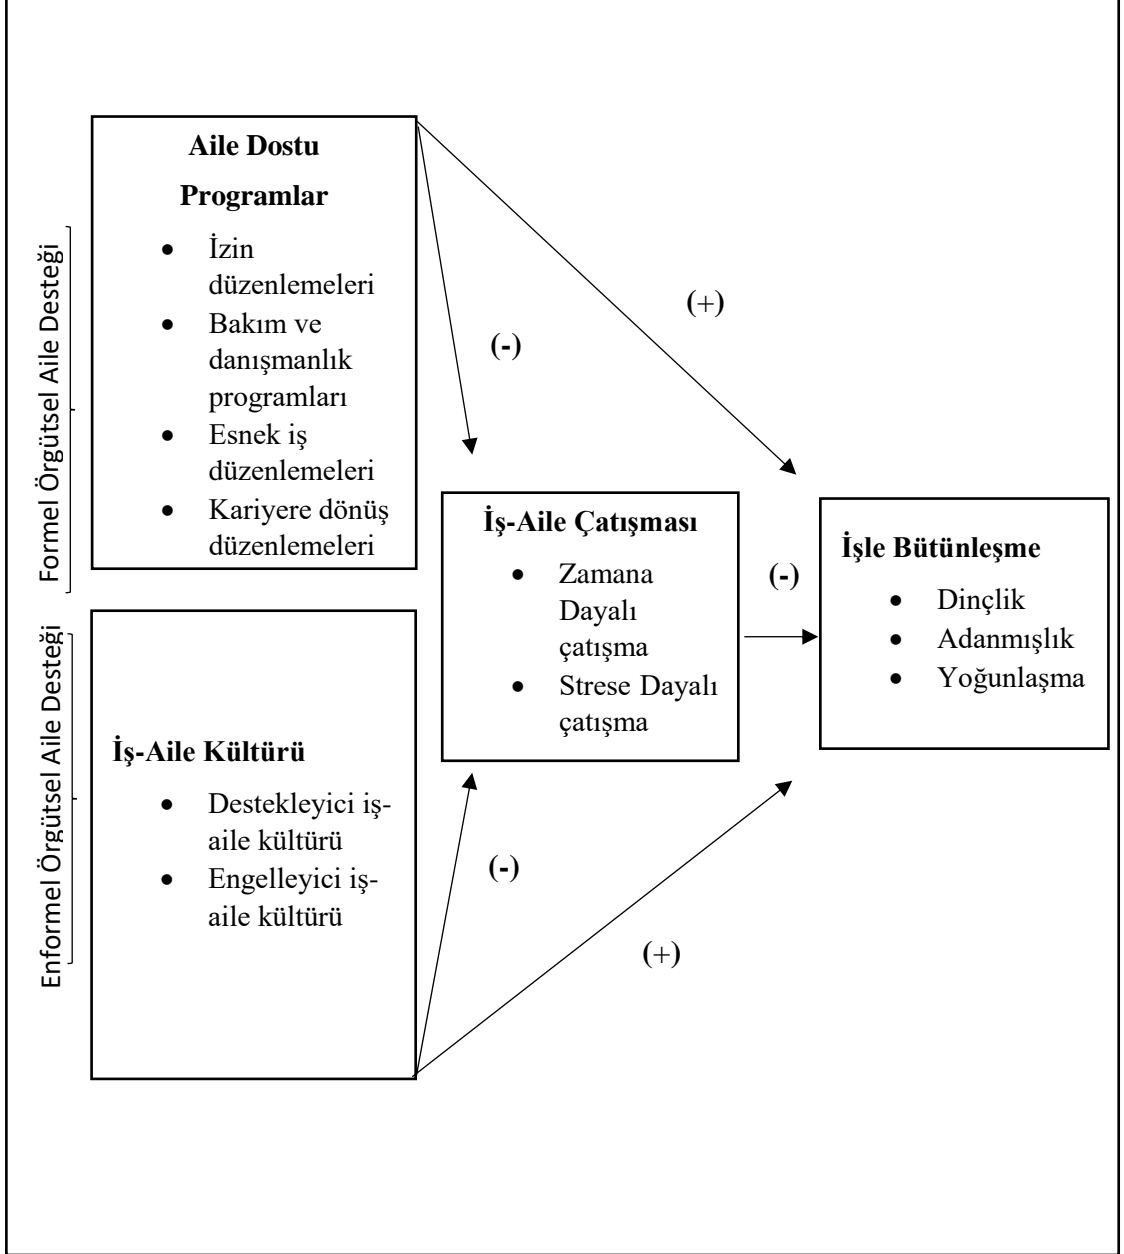 Formel Örgütsel Aile Desteği
Aile Dostu
Programlar
• İzin
düzenlemeleri
• Bakım ve
danışmanlık
programları
• Esnek iş
düzenlemeleri
• Kariyere dönüş
düzenlemeleri
(-)
(+)
Enformel Örgütsel Aile Desteği
İş-Aile Kültürü
• Destekleyici iş-
aile kültürü
• Engelleyici iş-
aile kültürü
(-)
(+)
İş-Aile Çatışması
• Zamana
Dayalı
çatışma
• Strese Dayalı
çatışma
(-)
İşle Bütünleşme
• Dinçlik
• Adanmışlık
• Yoğunlaşma